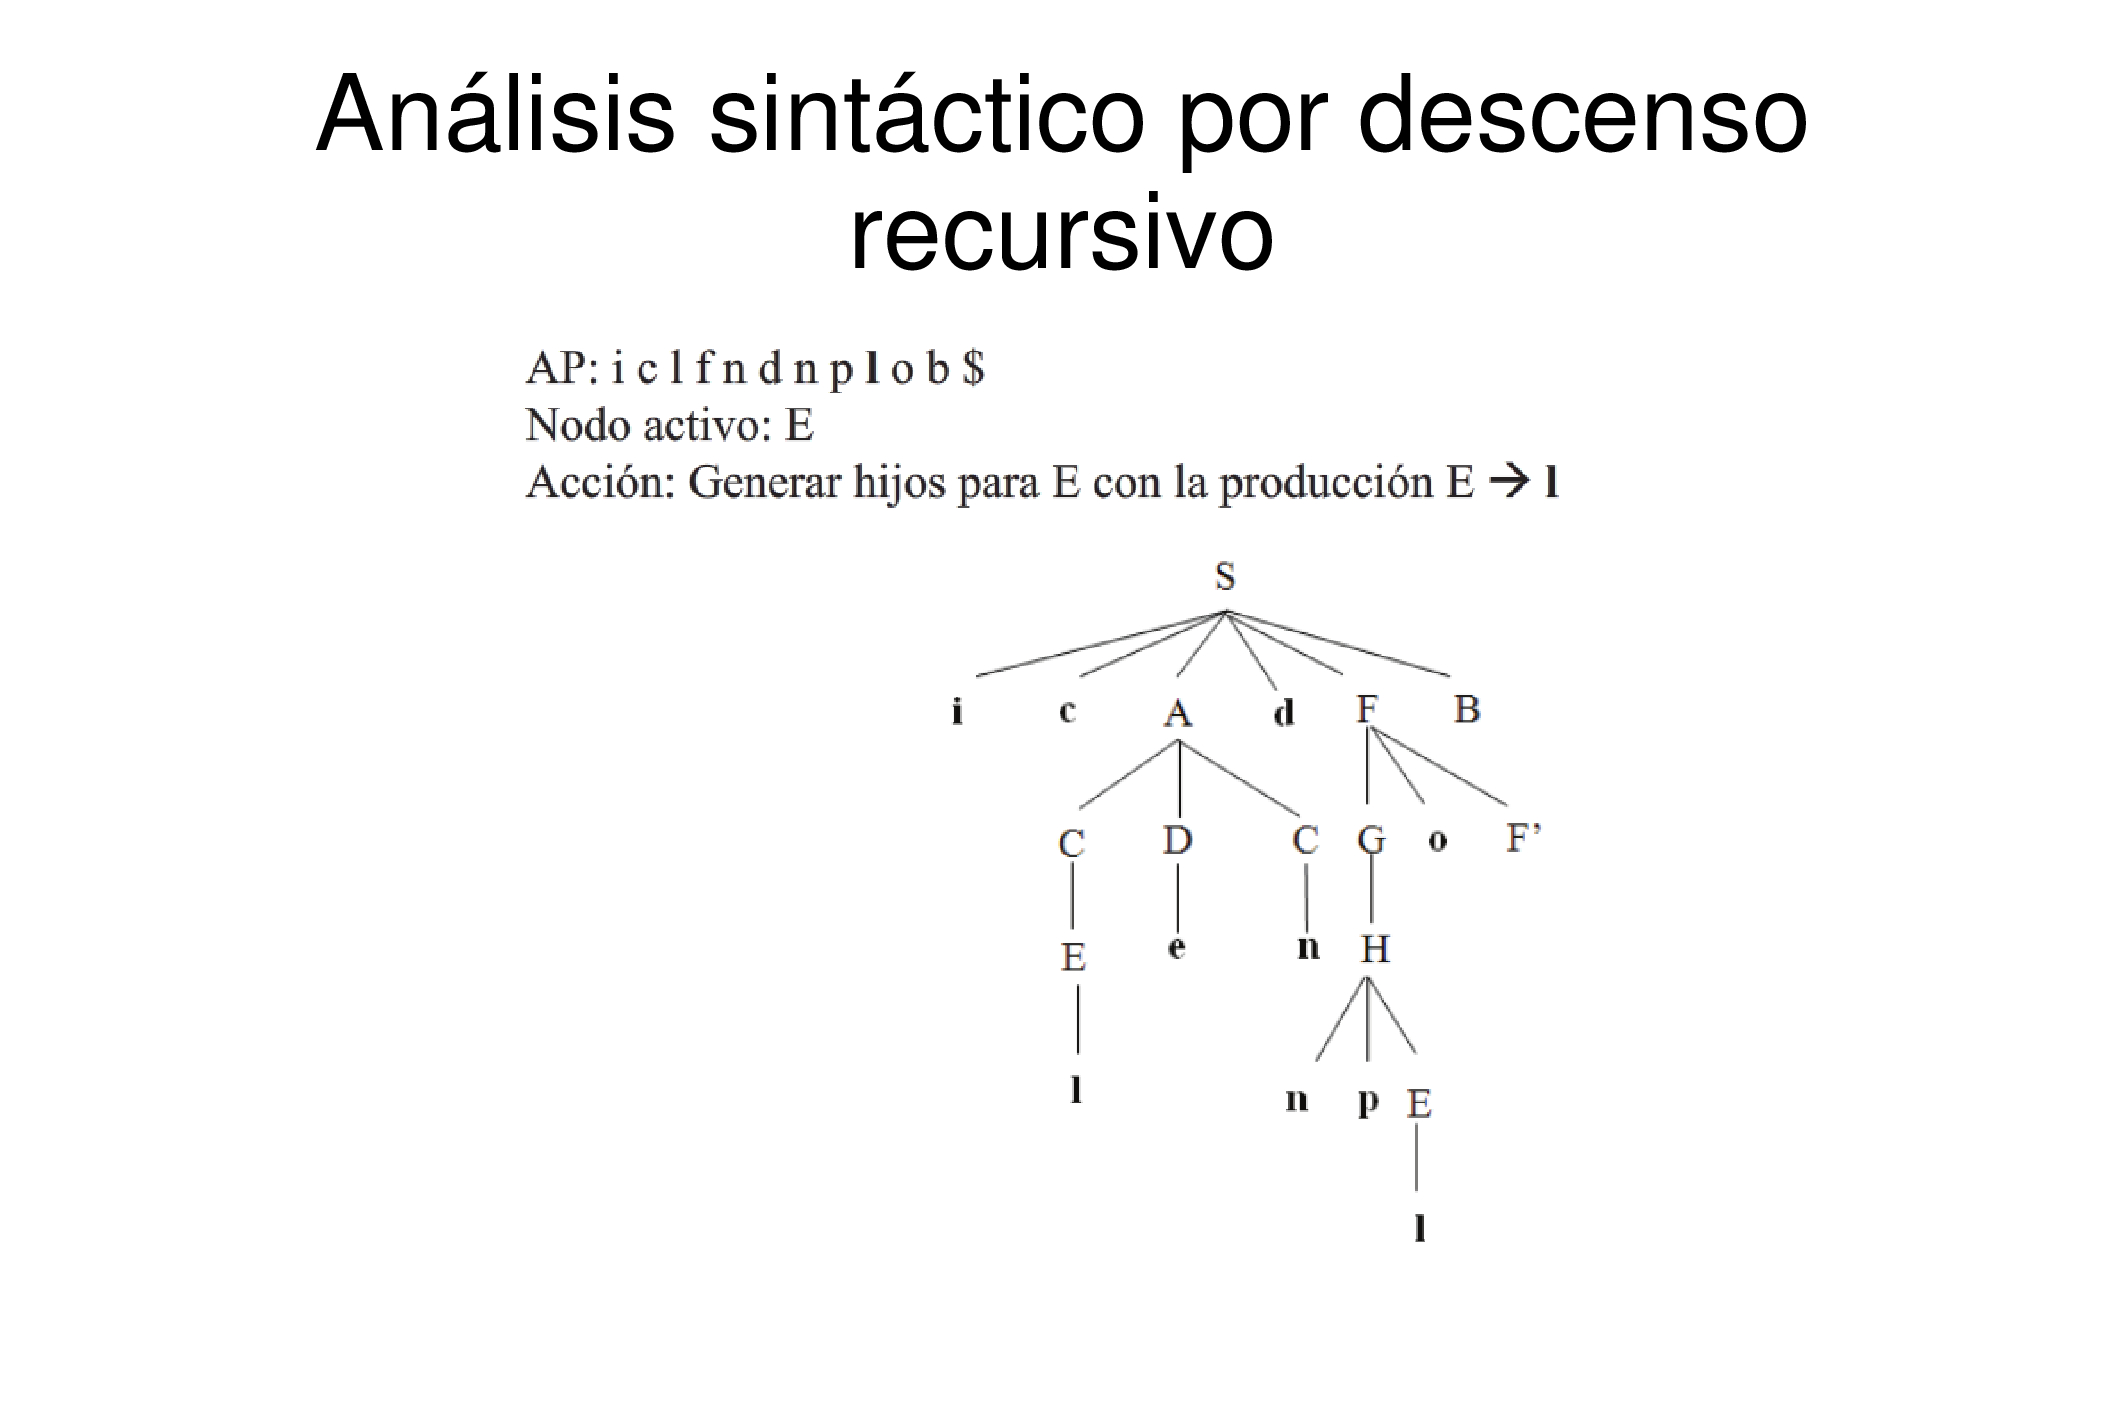 Análisis sintáctico por descenso
recursivo
AP: i c l f n d n p l o b $
Nodo activo: E
Acción: Generar hijos para E con la producción E → l
S
i c A d F B
C D C G o F’
E e n H
l n p E
l